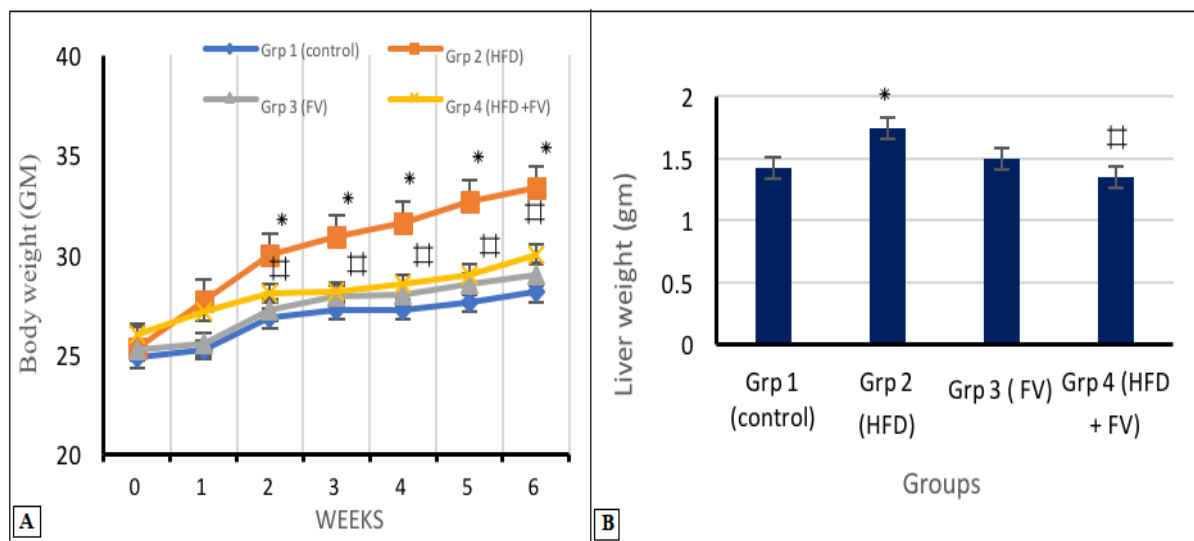 Grp 1 (control)
Grp 2 (HFD)
Grp 3 (FV)
Grp 4 (HFD +FV)
Body weight (GM)
40
35
30
25
20
* * * * *
⌗ ⌗ ⌗ ⌗ ⌗
0 1 2 3 4 5 6
WEEKS
A
Liver weight (gm)
2
1.5
1
0.5
0
*
⌗
Grp 1 (control)
Grp 2 (HFD)
Grp 3 ( FV)
Grp 4 (HFD + FV)
Groups
B